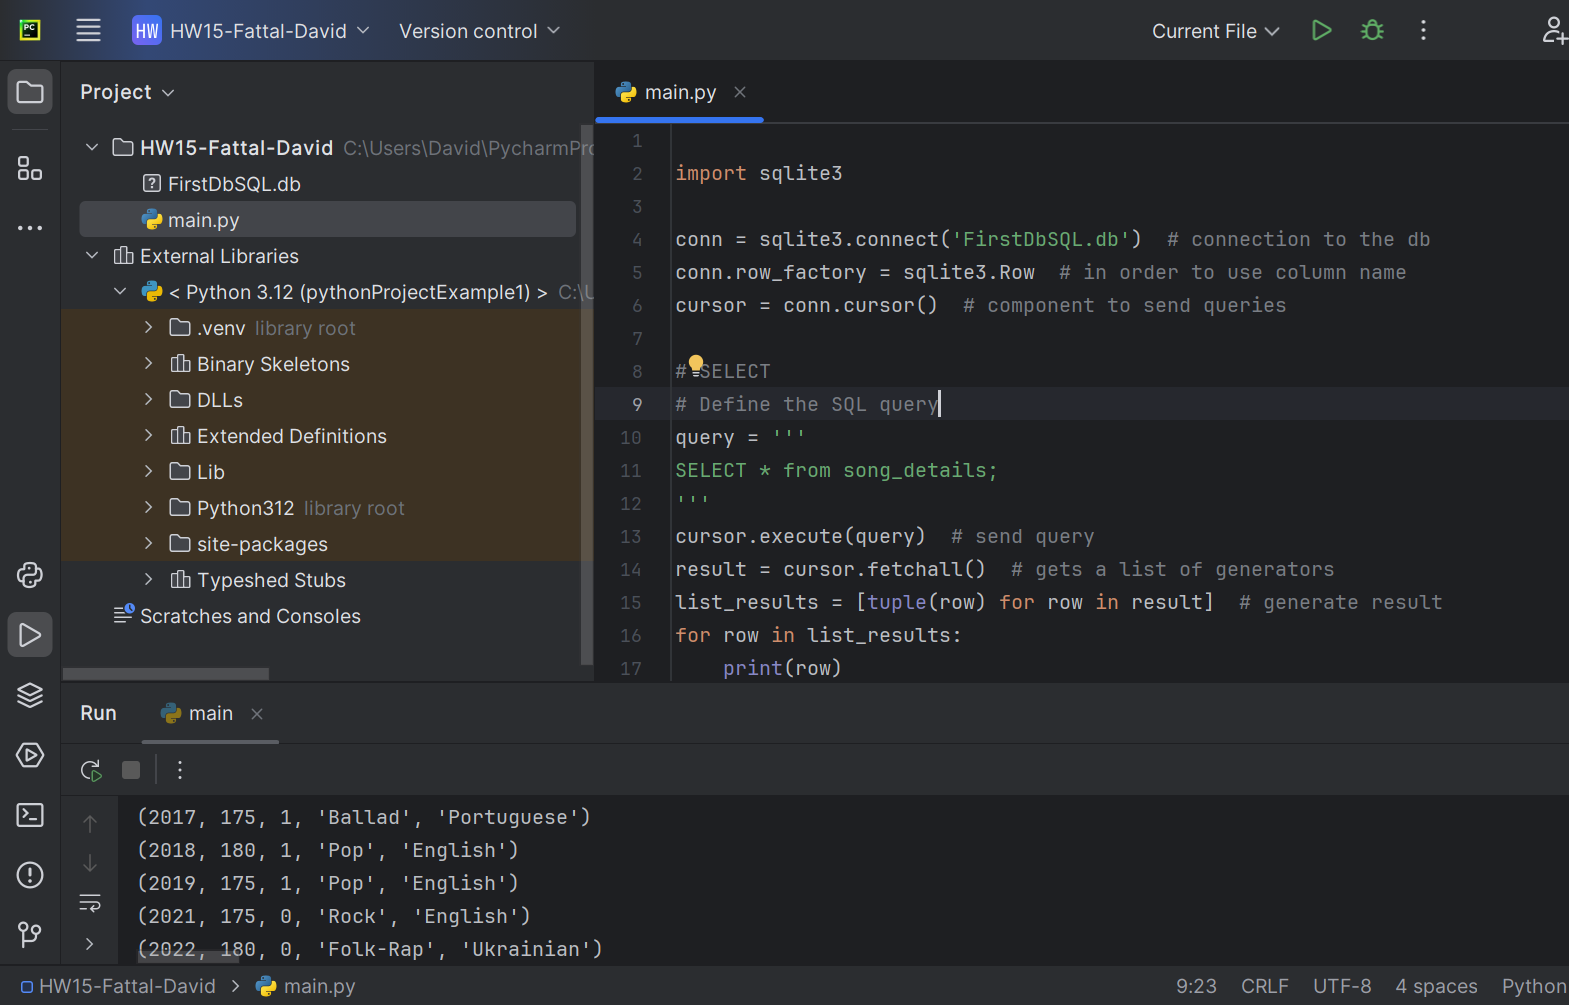 PC HW HW15-Fattal-David Version control Current File
Project
HW15-Fattal-David C:\Users\David\PycharmPro
FirstDbSQL.db
main.py
External Libraries
< Python 3.12 (pythonProjectExample1) > C:\U
.venv library root
Binary Skeletons
DLLs
Extended Definitions
Lib
Python312 library root
site-packages
Typeshed Stubs
Scratches and Consoles
main.py
1
2 import sqlite3
3
4 conn = sqlite3.connect('FirstDbSQL.db')  # connection to the db
5 conn.row_factory = sqlite3.Row  # in order to use column name
6 cursor = conn.cursor()  # component to send queries
7
8 # SELECT
9 # Define the SQL query
10 query = '''
11 SELECT * from song_details;
12 '''
13 cursor.execute(query)  # send query
14 result = cursor.fetchall()  # gets a list of generators
15 list_results = [tuple(row) for row in result]  # generate result
16 for row in list_results:
17     print(row)
Run main
(2017, 175, 1, 'Ballad', 'Portuguese')
(2018, 180, 1, 'Pop', 'English')
(2019, 175, 1, 'Pop', 'English')
(2021, 175, 0, 'Rock', 'English')
(2022, 180, 0, 'Folk-Rap', 'Ukrainian')
HW15-Fattal-David > main.py 9:23 CRLF UTF-8 4 spaces Python